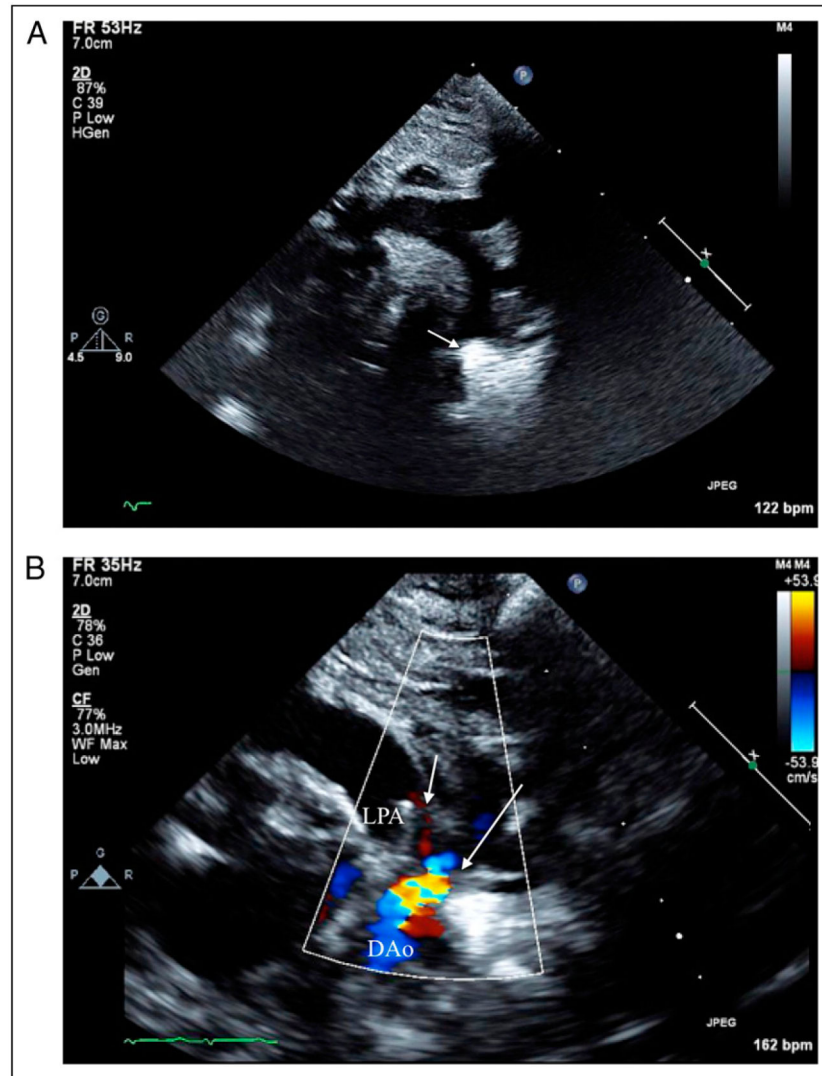 A
FR 53Hz
7.0cm
M4
P
2D
87%
C 39
P Low
HGen
G
P R
4.5 9.0
JPEG
122 bpm
B
FR 35Hz
7.0cm
M4 M4
+53.9
P
2D
78%
C 36
P Low
Gen
CF
77%
3.0MHz
WF Max
Low
-53.9
cm/s
LPA
G
P R
DAo
JPEG
162 bpm